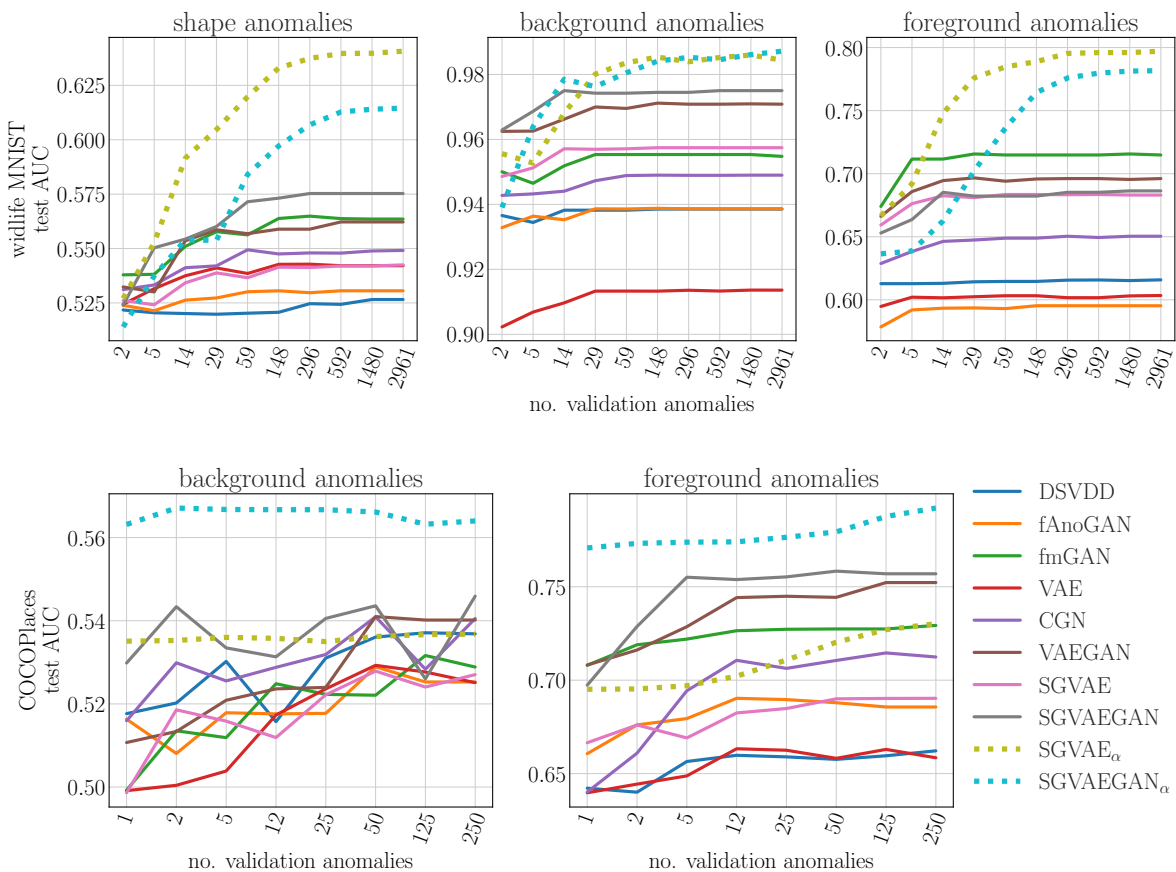 shape anomalies
background anomalies
foreground anomalies
widlife MNIST
test AUC
0.625
0.600
0.575
0.550
0.525
2 5 14 29 59 148 296 592 1480 2961
0.98
0.96
0.94
0.92
0.90
2 5 14 29 59 148 296 592 1480 2961
0.80
0.75
0.70
0.65
0.60
2 5 14 29 59 148 296 592 1480 2961
no. validation anomalies
background anomalies
foreground anomalies
COCOPlaces
test AUC
0.56
0.54
0.52
0.50
1 2 5 12 25 50 125 250
no. validation anomalies
0.75
0.70
0.65
1 2 5 12 25 50 125 250
no. validation anomalies
DSVDD
fAnoGAN
fmGAN
VAE
CGN
VAEGAN
SGVAE
SGVAEGAN
SGVAEα
SGVAEGANα